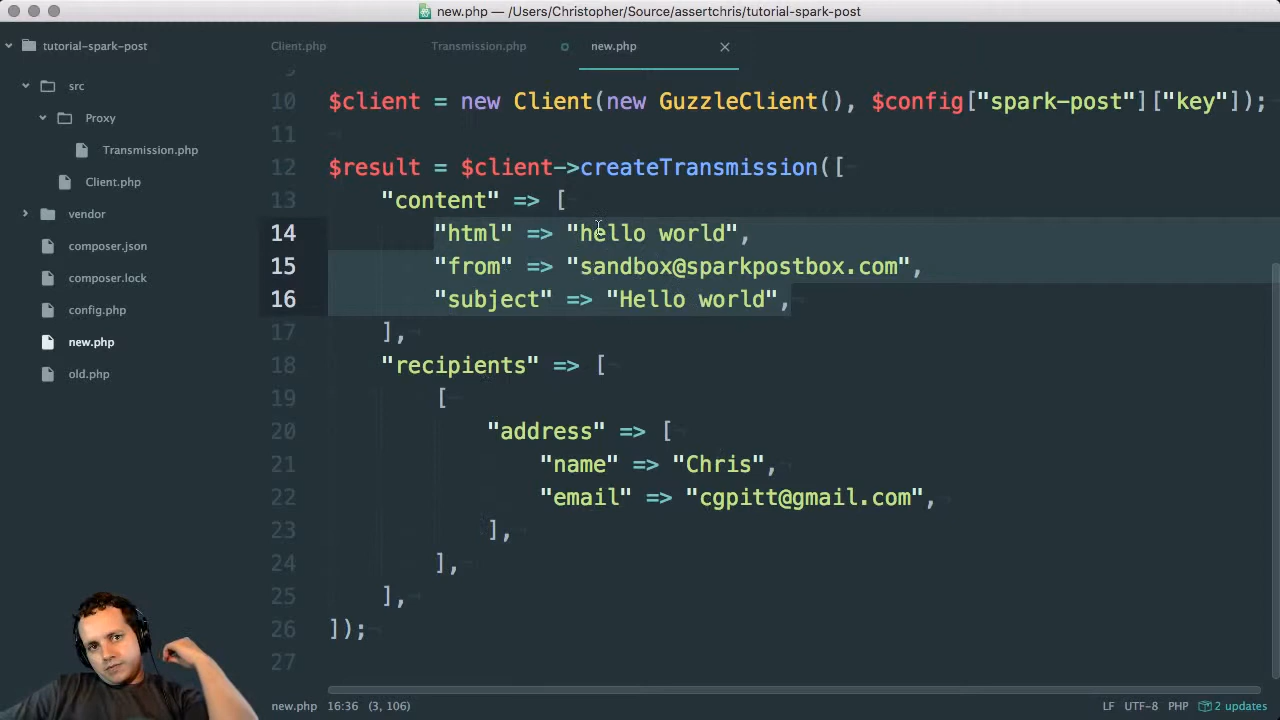 new.php — /Users/Christopher/Source/assertchris/tutorial-spark-post
tutorial-spark-post
src
Proxy
Transmission.php
Client.php
vendor
composer.json
composer.lock
config.php
new.php
old.php
Client.php
Transmission.php
new.php
9
10 $client = new Client(new GuzzleClient(), $config["spark-post"]["key"]);
11
12 $result = $client->createTransmission([
13 "content" => [
14 "html" => "hello world",
15 "from" => "sandbox@sparkpostbox.com",
16 "subject" => "Hello world",
17 ],
18 "recipients" => [
19 [
20 "address" => [
21 "name" => "Chris",
22 "email" => "cgpitt@gmail.com",
23 ],
24 ],
25 ],
26 ]);
27
new.php 16:36 (3, 106)
LF UTF-8 PHP 2 updates